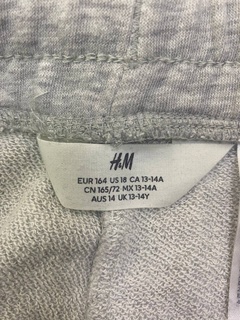 H&M
EUR 164 US 18 CA 13-14A
CN 165/72 MX 13-14A
AUS 14 UK 13-14Y